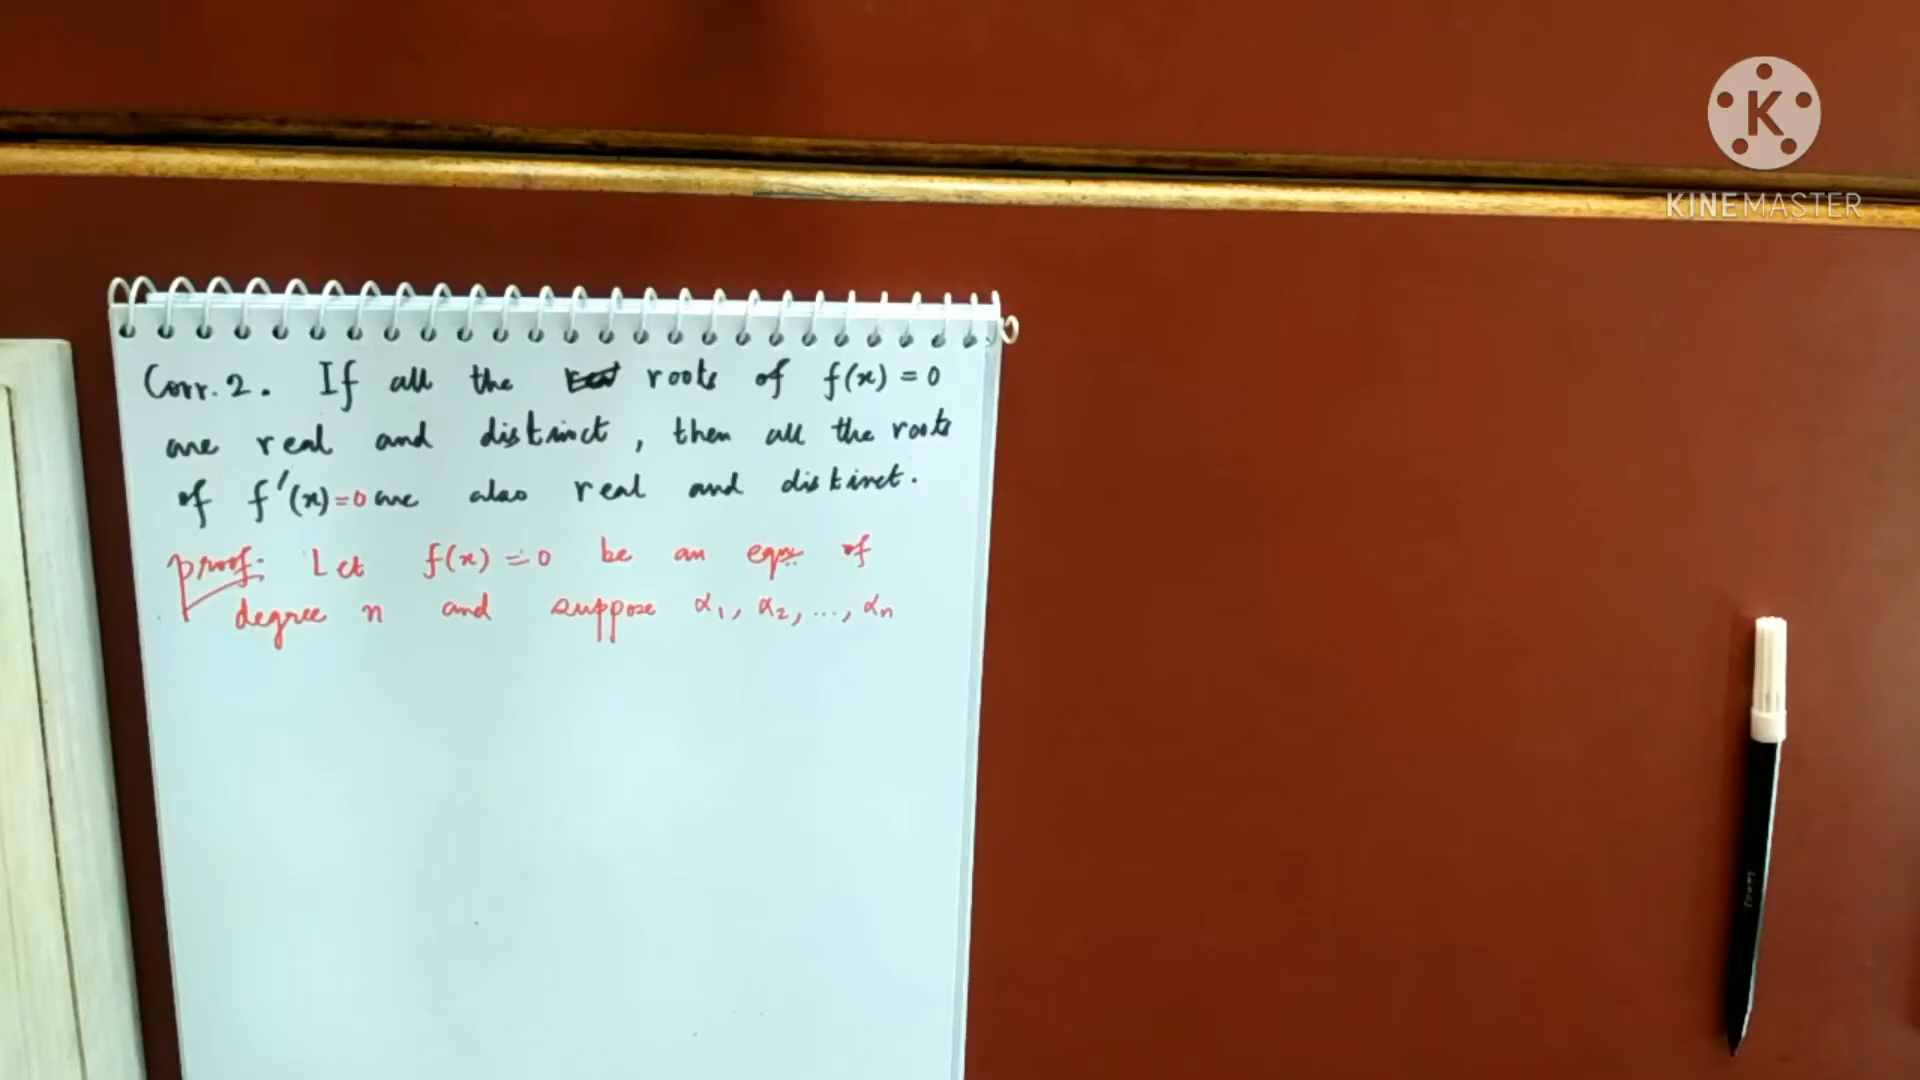 K
KINEMASTER
Corr. 2. If all the roots of f(x) = 0
are real and distinct, then all the roots
of f'(x) = 0 are also real and distinct.
Proof: Let f(x) = 0 be an eqn. of
degree n and suppose α₁, α₂, ..., αₙ